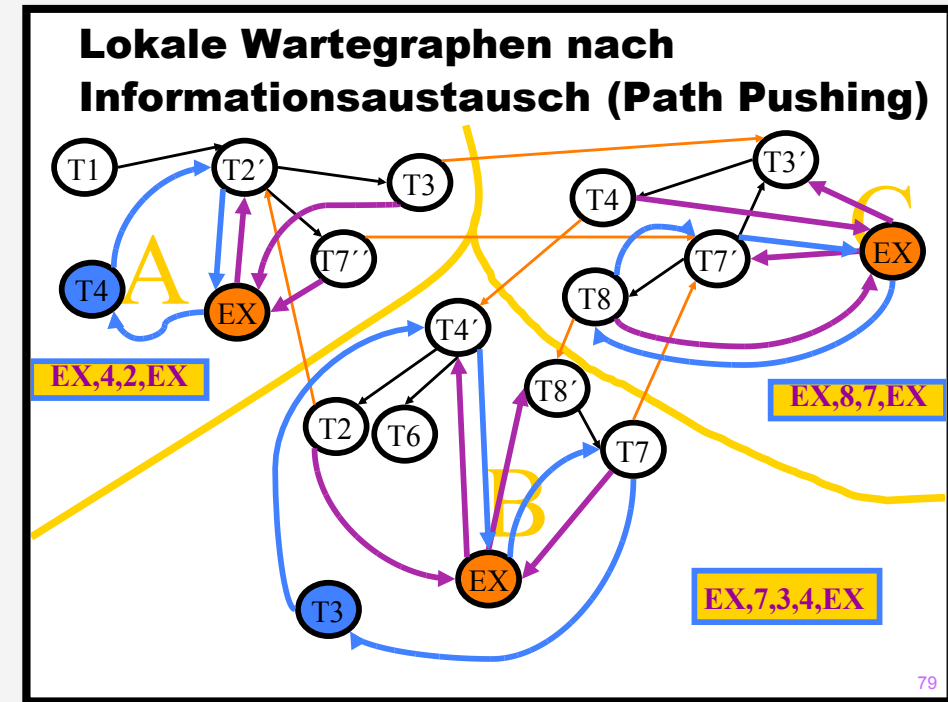 Lokale Wartegraphen nach
Informationsaustausch (Path Pushing)
T1
T2´
T3
T7´´
A
T4
EX
EX,4,2,EX
T3´
T4
C
EX
T7´
T8
EX,8,7,EX
T4´
T8´
T2
T6
T7
B
EX
T3
EX,7,3,4,EX
79